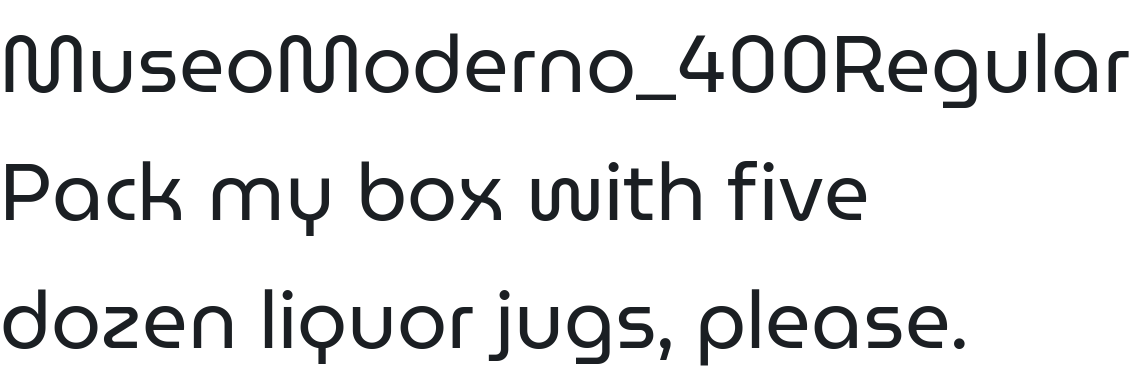 MuseoModerno_400Regular
Pack my box with five
dozen liquor jugs, please.